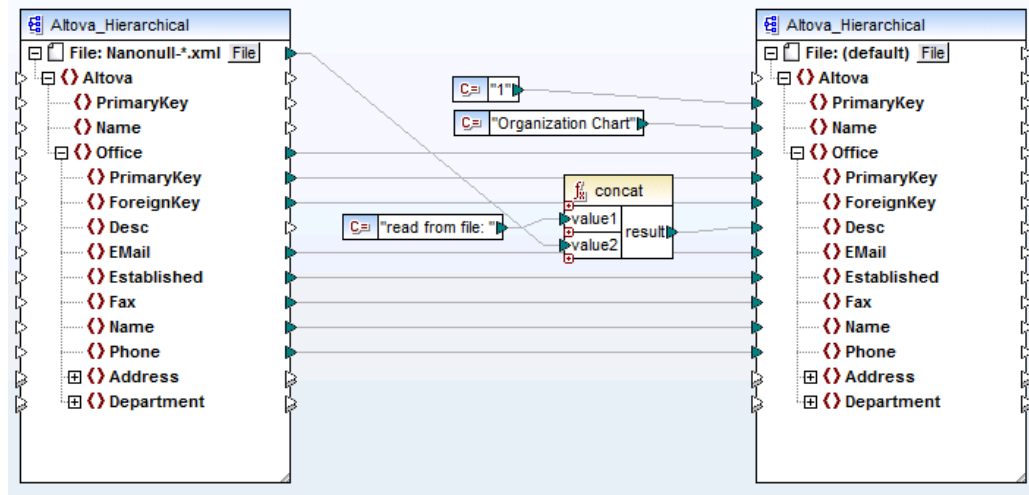 Altova_Hierarchical
File: Nanonull-*.xml File
Altova
PrimaryKey
Name
Office
PrimaryKey
ForeignKey
Desc
EMail
Established
Fax
Name
Phone
Address
Department
C= "1"
C= "Organization Chart"
C= "read from file: "
fx concat
value1
value2
result
Altova_Hierarchical
File: (default) File
Altova
PrimaryKey
Name
Office
PrimaryKey
ForeignKey
Desc
EMail
Established
Fax
Name
Phone
Address
Department